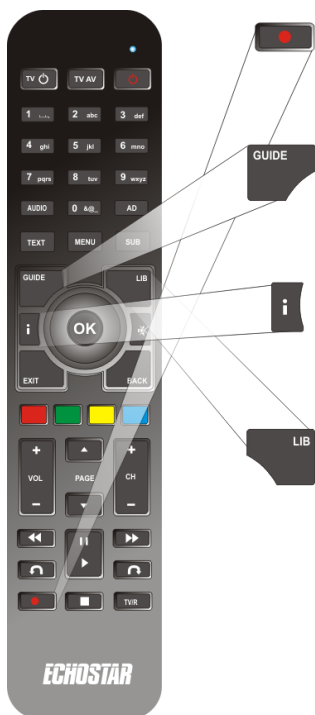 TV TV AV
1 2 abc 3 def
4 ghi 5 jkl 6 mno
7 pqrs 8 tuv 9 wxyz
AUDIO 0 &@_ AD
TEXT MENU SUB
GUIDE LIB
i OK
EXIT BACK
+ +
VOL PAGE CH
- -
TV/R
ECHOSTAR
GUIDE
i
LIB